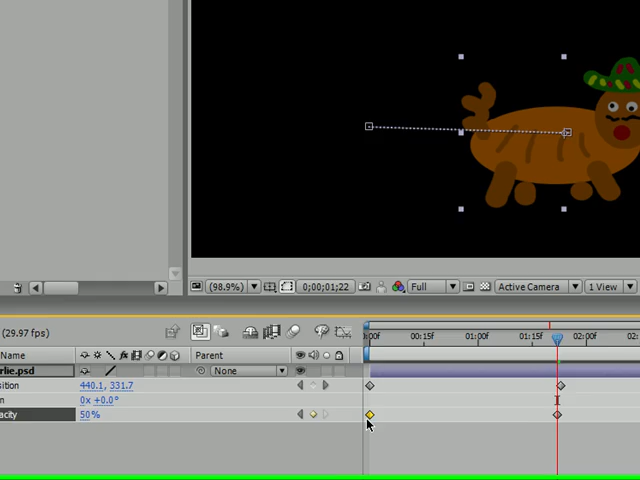 (98.9%) 0;00;01;22 Full Active Camera 1 View
(29.97 fps)
:00f 00:15f 01:00f 01:15f 02:00f 02:
Name Parent
rlie.psd None
sition 440.1, 331.7
n 0x +0.0°
acity 50%